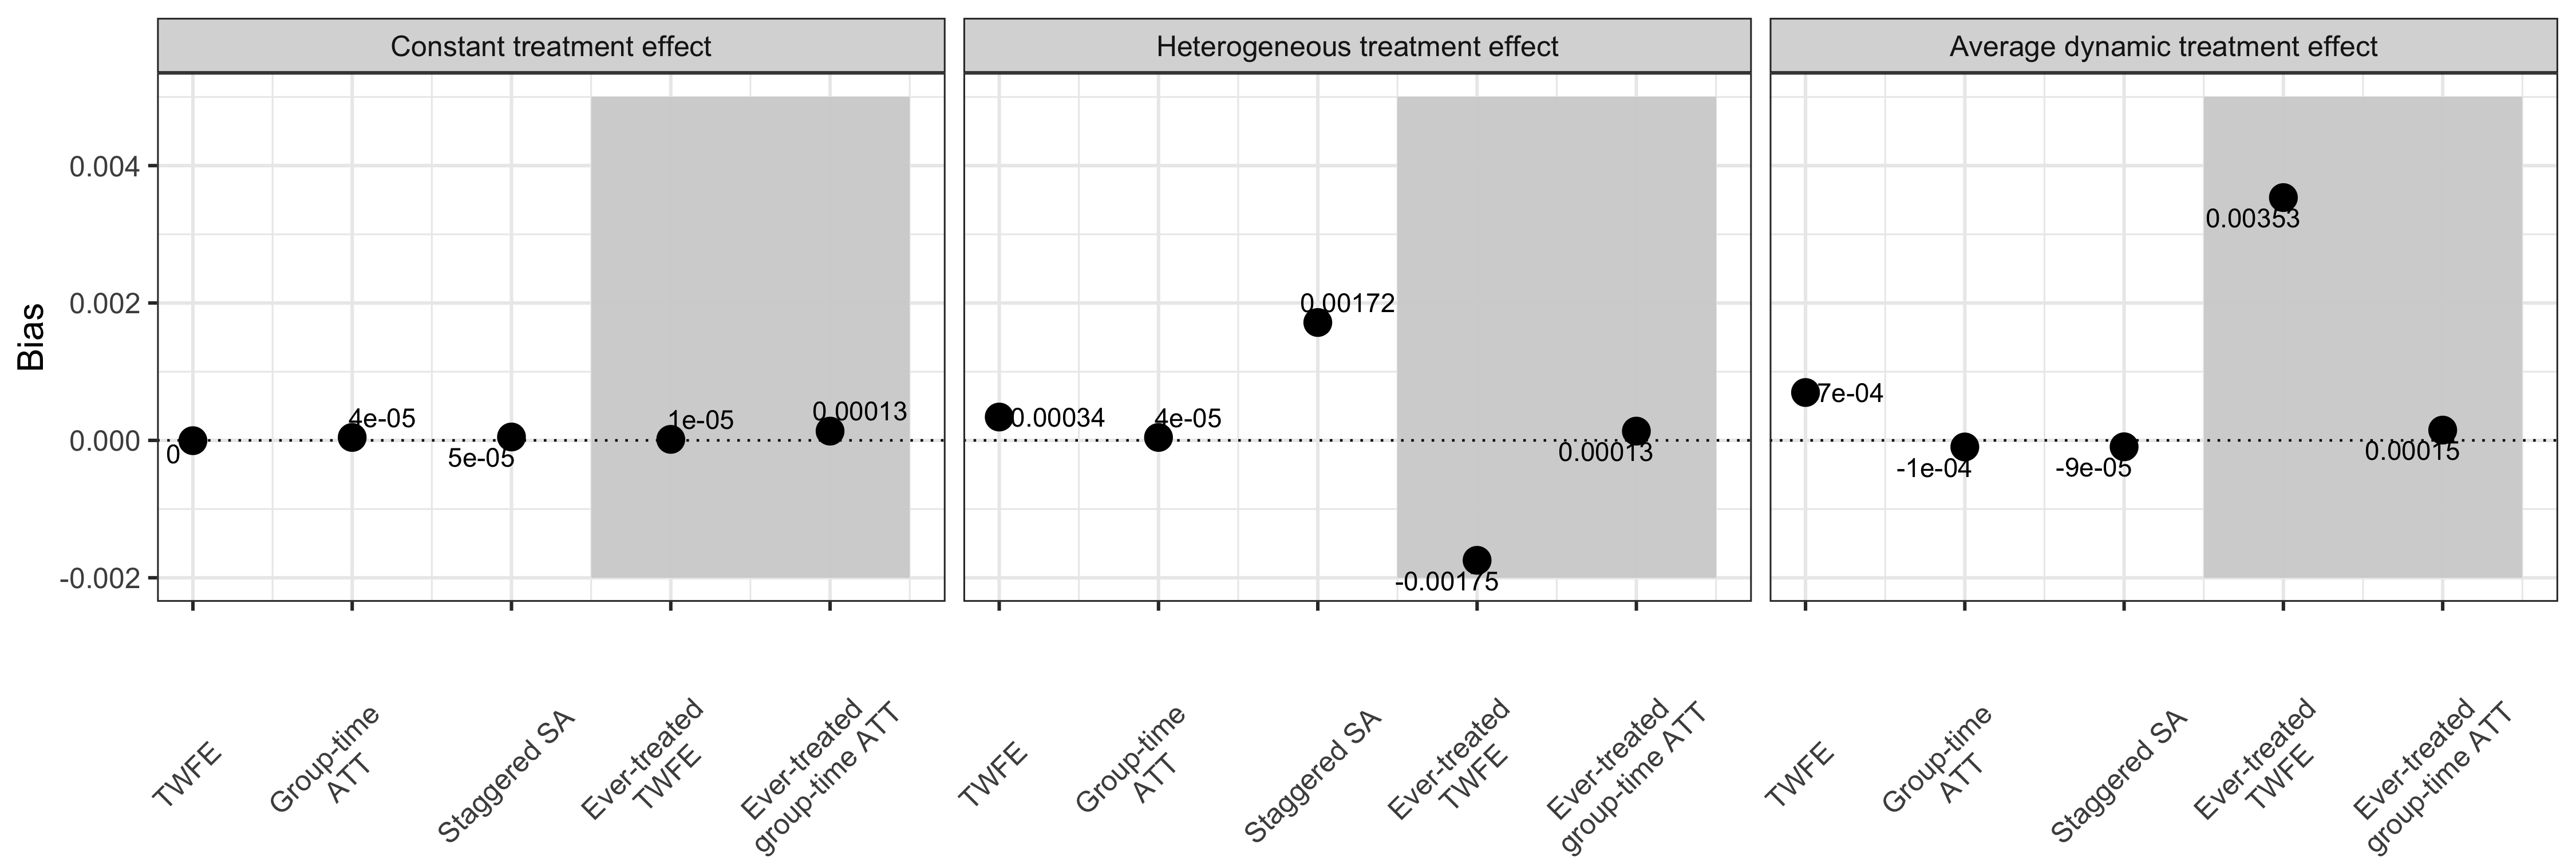 Constant treatment effect
Heterogeneous treatment effect
Average dynamic treatment effect
Bias
0.004
0.002
0.000
-0.002
0
4e-05
5e-05
1e-05
0.00013
0.00034
4e-05
0.00172
-0.00175
0.00013
7e-04
-1e-04
-9e-05
0.00353
0.00015
TWFE
Group-time
ATT
Staggered SA
Ever-treated
TWFE
Ever-treated
group-time ATT
TWFE
Group-time
ATT
Staggered SA
Ever-treated
TWFE
Ever-treated
group-time ATT
TWFE
Group-time
ATT
Staggered SA
Ever-treated
TWFE
Ever-treated
group-time ATT